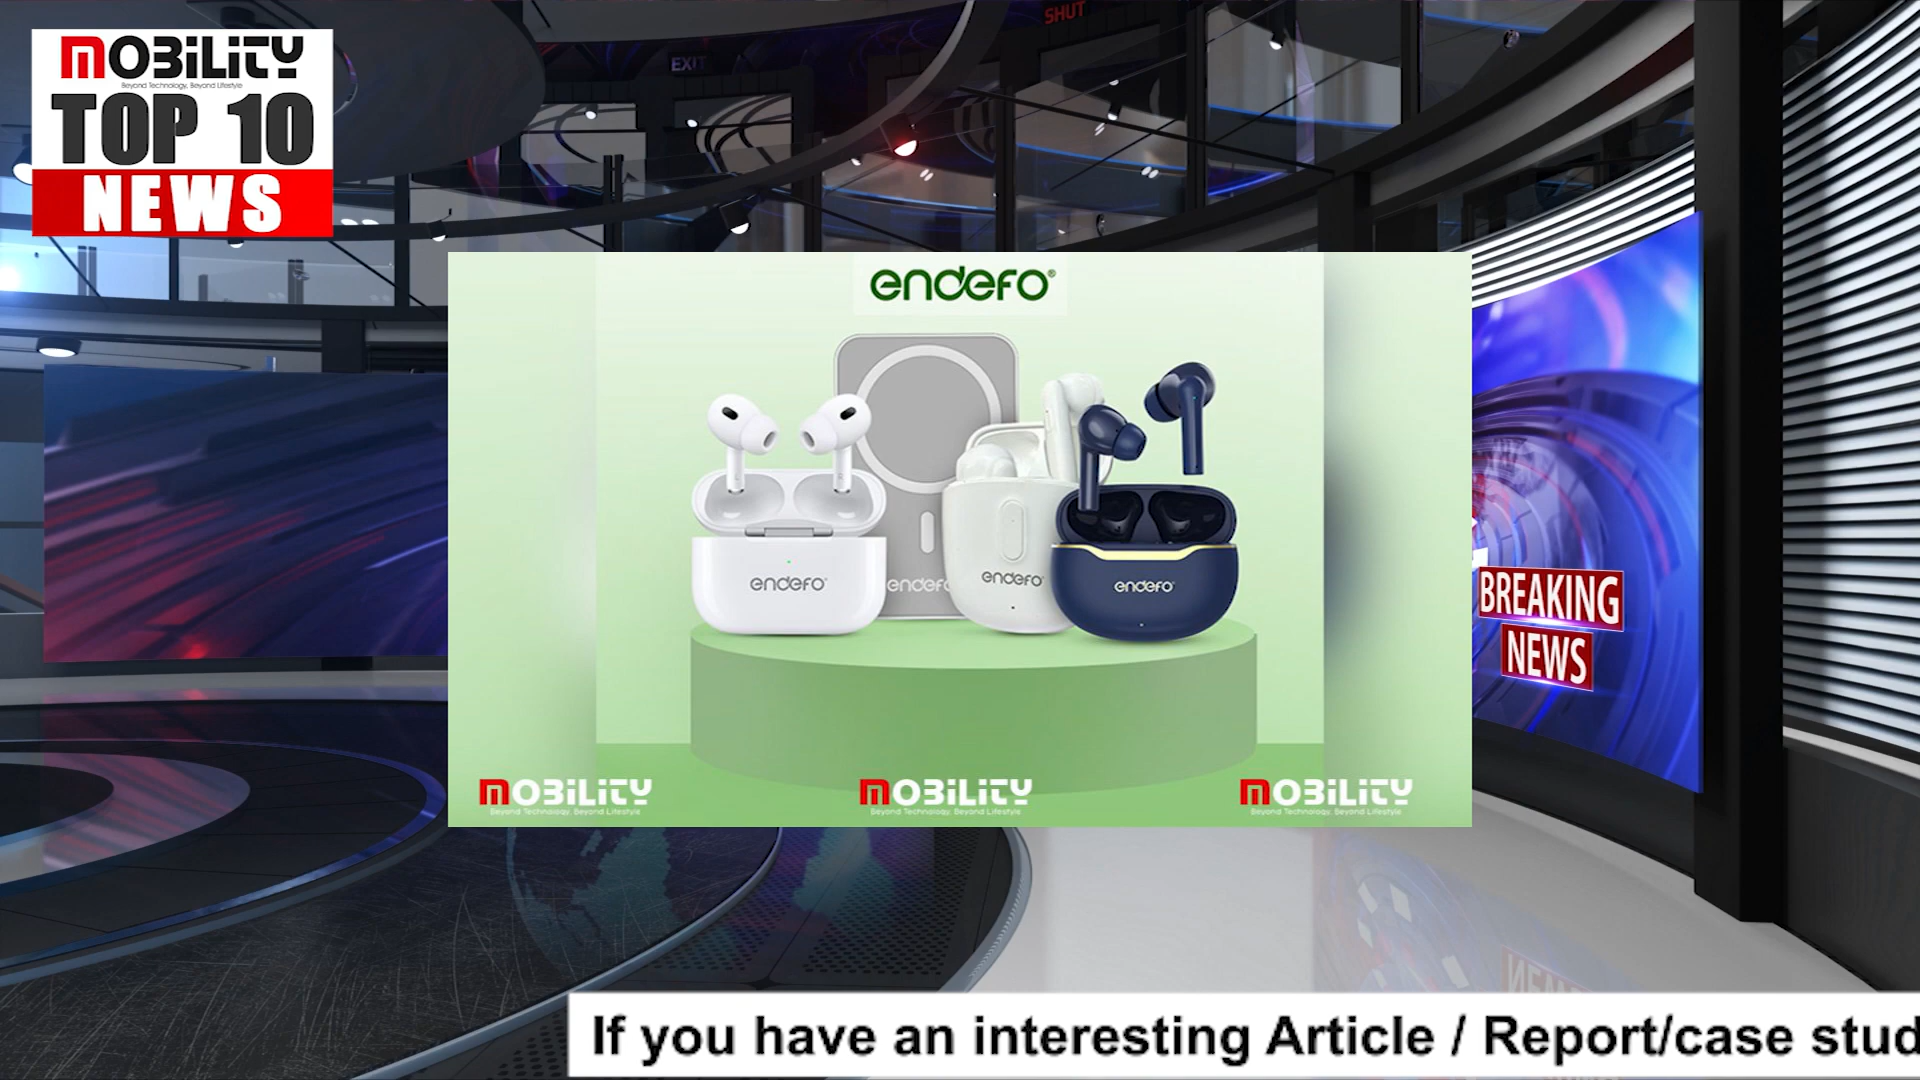 SHUT
EXIT
MOBILITY
Beyond Technology, Beyond Lifestyle
TOP 10
NEWS
endefo®
endefo
endefo
endefo
endefo
BREAKING
NEWS
MOBILITY
Beyond Technology, Beyond Lifestyle
MOBILITY
Beyond Technology, Beyond Lifestyle
MOBILITY
Beyond Technology, Beyond Lifestyle
NEWS
If you have an interesting Article / Report/case stud